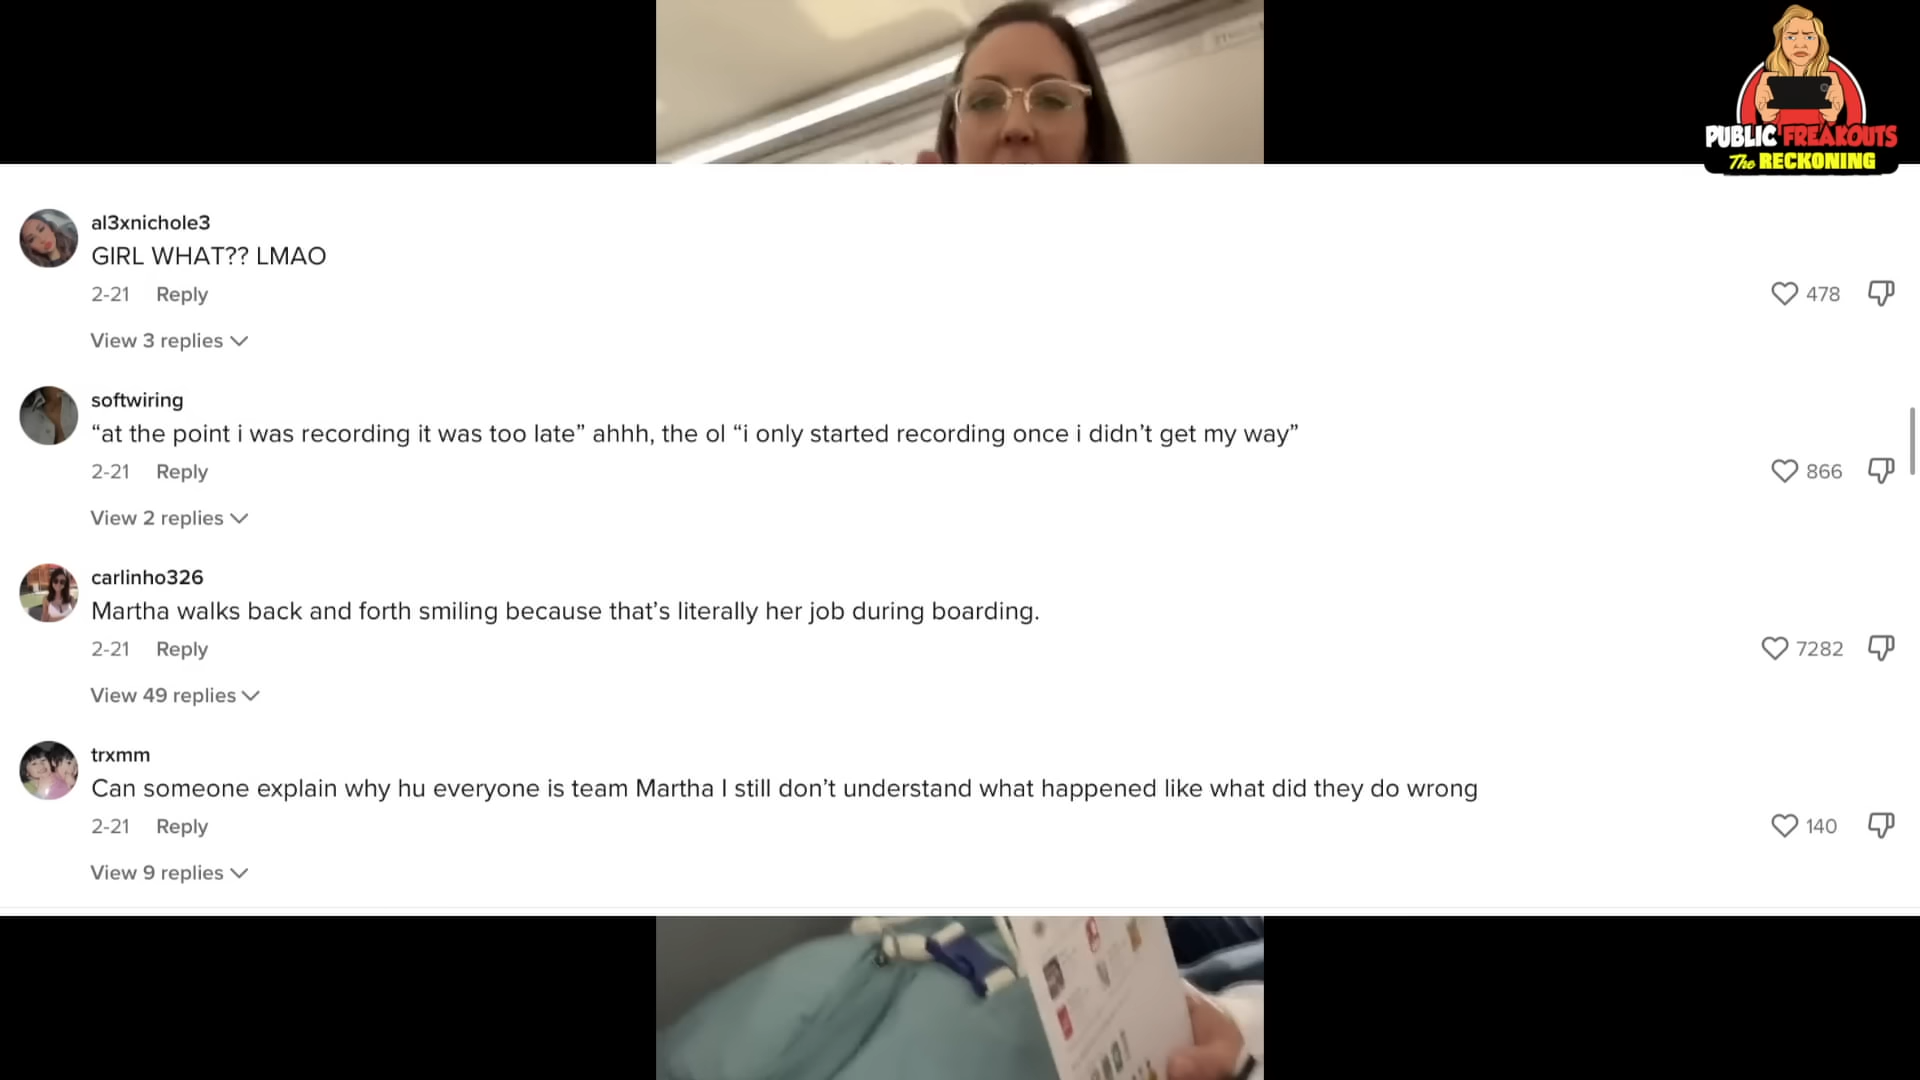 PUBLIC FREAKOUTS
The RECKONING
al3xnichole3
GIRL WHAT?? LMAO
2-21 Reply
478
View 3 replies
softwiring
“at the point i was recording it was too late” ahhh, the ol “i only started recording once i didn’t get my way”
2-21 Reply
866
View 2 replies
carlinho326
Martha walks back and forth smiling because that’s literally her job during boarding.
2-21 Reply
7282
View 49 replies
trxmm
Can someone explain why hu everyone is team Martha I still don’t understand what happened like what did they do wrong
2-21 Reply
140
View 9 replies